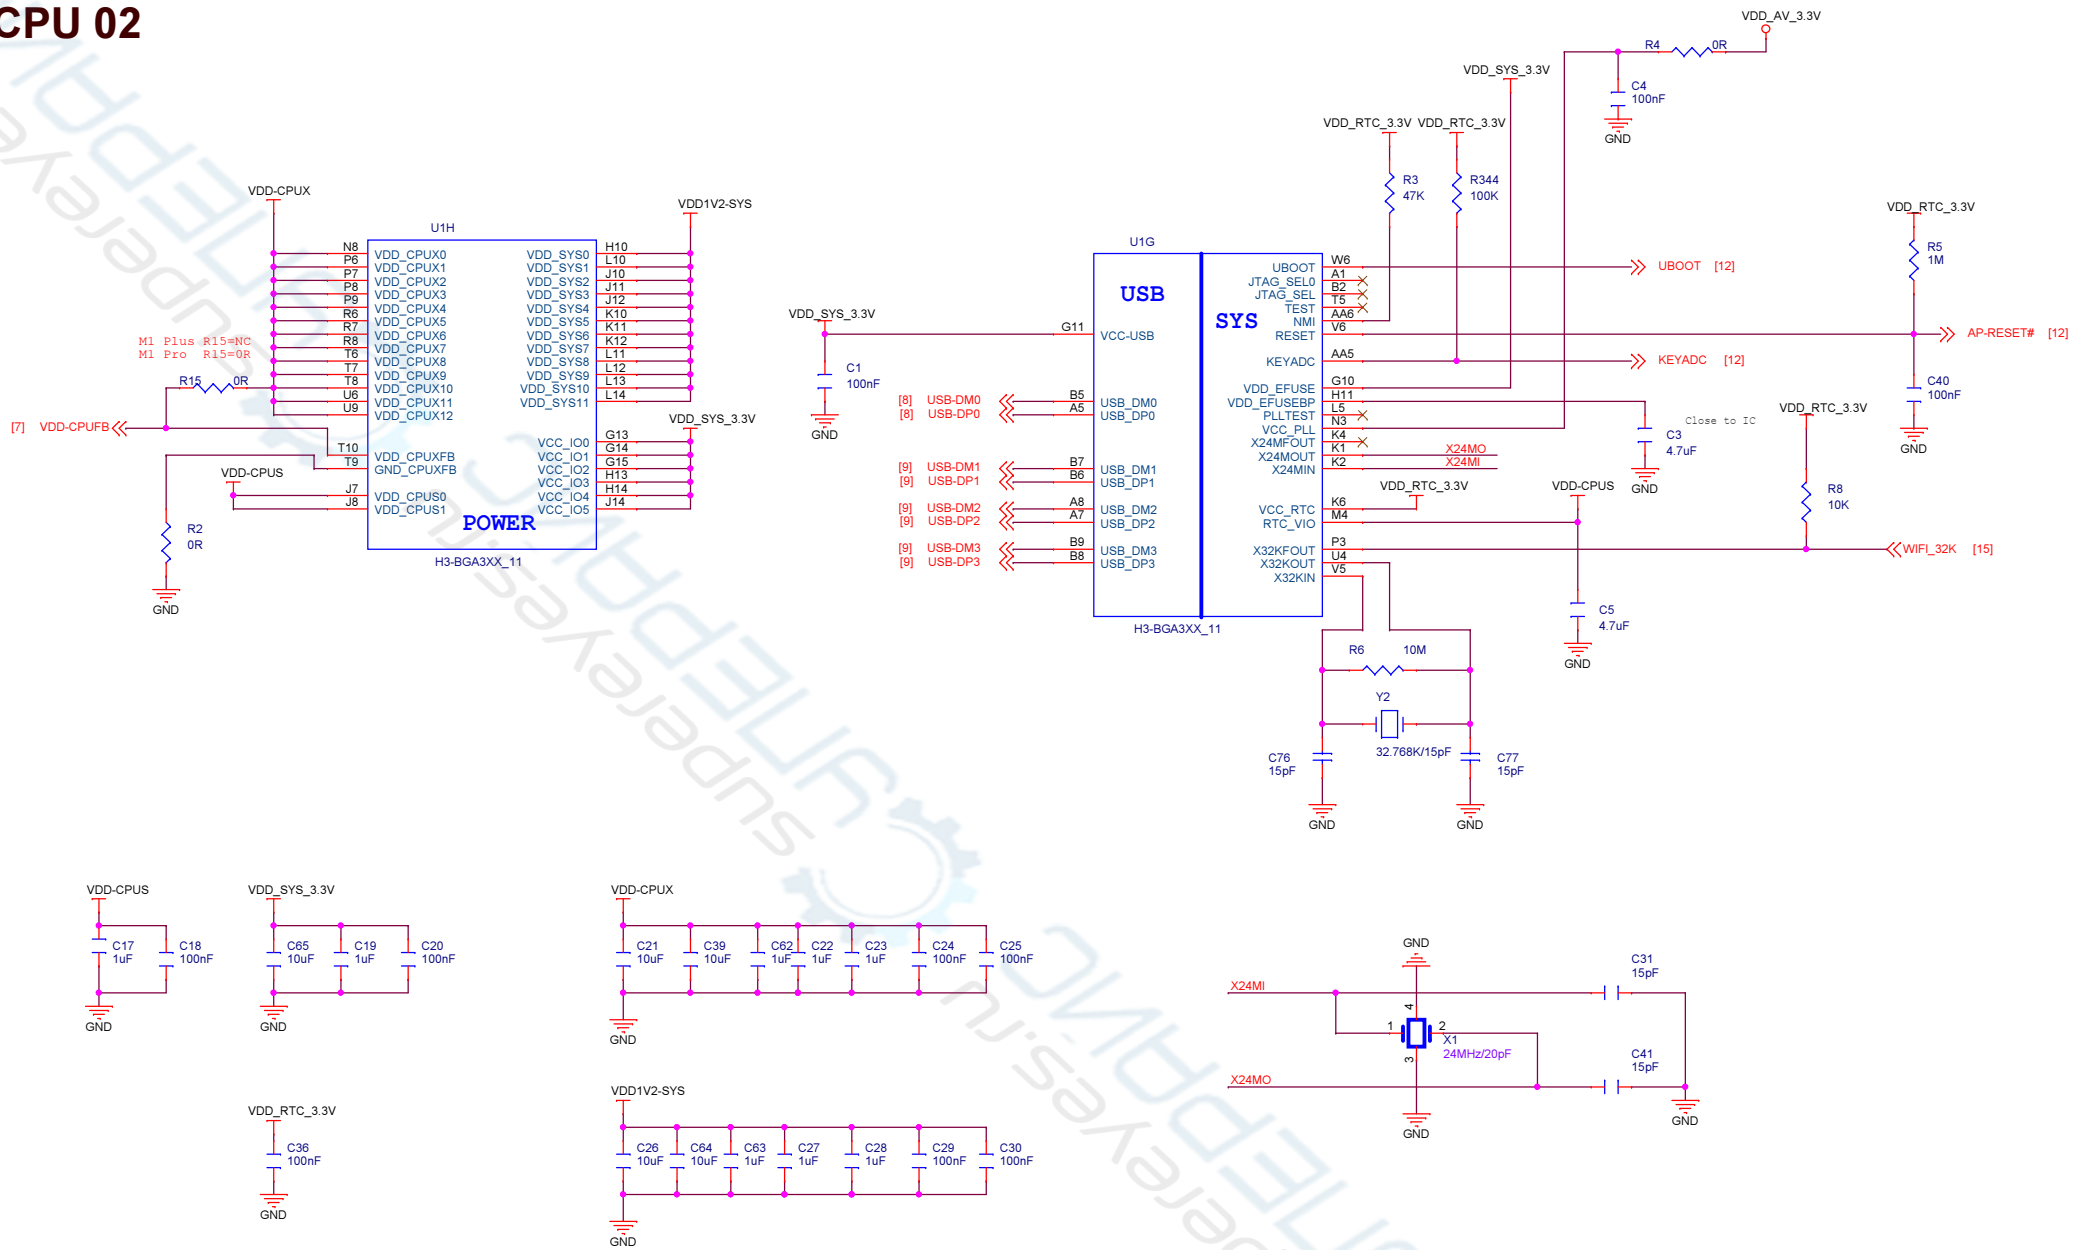 CPU 02
VDD-CPUX
U1H
N8 VDD_CPUX0
P6 VDD_CPUX1
P7 VDD_CPUX2
P8 VDD_CPUX3
P9 VDD_CPUX4
R6 VDD_CPUX5
R7 VDD_CPUX6
R8 VDD_CPUX7
T6 VDD_CPUX8
T7 VDD_CPUX9
T8 VDD_CPUX10
U6 VDD_CPUX11
U9 VDD_CPUX12
T10 VDD_CPUXFB
T9 GND_CPUXFB
J7 VDD_CPUS0
J8 VDD_CPUS1
VDD1V2-SYS
VDD_SYS0 H10
VDD_SYS1 L10
VDD_SYS2 J10
VDD_SYS3 J11
VDD_SYS4 J12
VDD_SYS5 K10
VDD_SYS6 K11
VDD_SYS7 K12
VDD_SYS8 L11
VDD_SYS9 L12
VDD_SYS10 L13
VDD_SYS11 L14
VDD_SYS_3.3V
VCC_IO0 G13
VCC_IO1 G14
VCC_IO2 G15
VCC_IO3 H13
VCC_IO4 H14
VCC_IO5 J14
POWER
H3-BGA3XX_11
M1 Plus R15=NC
M1 Pro R15=0R
R15 0R
[7] VDD-CPUFB
VDD-CPUS
R2
0R
GND
VDD_SYS_3.3V
C1
100nF
GND
U1G
USB
SYS
G11 VCC-USB
[8] USB-DM0 B5 USB_DM0
[8] USB-DP0 A5 USB_DP0
[9] USB-DM1 B7 USB_DM1
[9] USB-DP1 B6 USB_DP1
[9] USB-DM2 A8 USB_DM2
[9] USB-DP2 A7 USB_DP2
[9] USB-DM3 B9 USB_DM3
[9] USB-DP3 B8 USB_DP3
UBOOT W6
JTAG_SEL0 A1
JTAG_SEL B2
TEST T5
NMI AA6
RESET V6
KEYADC AA5
VDD_EFUSE G10
VDD_EFUSEBP H11
PLLTEST L5
VCC_PLL N3
X24MFOUT K4
X24MOUT K1 X24MO
X24MIN K2 X24MI
VCC_RTC K6
RTC_VIO M4
X32KFOUT P3
X32KOUT U4
X32KIN V5
H3-BGA3XX_11
VDD_AV_3.3V
R4 0R
C4
100nF
GND
VDD_SYS_3.3V
VDD_RTC_3.3V VDD_RTC_3.3V
R3
47K
R344
100K
UBOOT [12]
VDD_RTC_3.3V
R5
1M
AP-RESET# [12]
KEYADC [12]
C40
100nF
GND
Close to IC
C3
4.7uF
GND
VDD_RTC_3.3V
R8
10K
WIFI_32K [15]
VDD_RTC_3.3V
VDD-CPUS
C5
4.7uF
GND
R6 10M
Y2
32.768K/15pF
C76
15pF
GND
C77
15pF
GND
VDD-CPUS
C17
1uF
C18
100nF
GND
VDD_SYS_3.3V
C65
10uF
C19
1uF
C20
100nF
GND
VDD-CPUX
C21
10uF
C39
10uF
C62
1uF
C22
1uF
C23
1uF
C24
100nF
C25
100nF
GND
VDD_RTC_3.3V
C36
100nF
GND
VDD1V2-SYS
C26
10uF
C64
10uF
C63
1uF
C27
1uF
C28
1uF
C29
100nF
C30
100nF
GND
GND
X24MI
4
1 2
3
X1
24MHz/20pF
X24MO
GND
C31
15pF
C41
15pF
GND